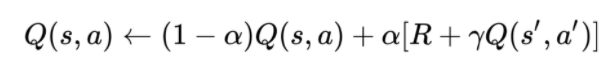 Q(s, a) ← (1 − α)Q(s, a) + α[R + γQ(s′, a′)]